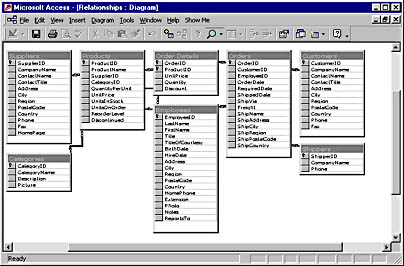 Microsoft Access - [Relationships : Diagram]
File Edit View Insert Diagram Tools Window Help Show Me
Suppliers
SupplierID
CompanyName
ContactName
ContactTitle
Address
City
Region
PostalCode
Country
Phone
Fax
HomePage
Products
ProductID
ProductName
SupplierID
CategoryID
QuantityPerUnit
UnitPrice
UnitsInStock
UnitsOnOrder
ReorderLevel
Discontinued
Order Details
OrderID
ProductID
UnitPrice
Quantity
Discount
Orders
OrderID
CustomerID
EmployeeID
OrderDate
RequiredDate
ShippedDate
ShipVia
Freight
ShipName
ShipAddress
ShipCity
ShipRegion
ShipPostalCode
ShipCountry
Customers
CustomerID
CompanyName
ContactName
ContactTitle
Address
City
Region
PostalCode
Country
Phone
Fax
Employees
EmployeeID
LastName
FirstName
Title
TitleOfCourtesy
BirthDate
HireDate
Address
City
Region
PostalCode
Country
HomePhone
Extension
Photo
Notes
ReportsTo
Categories
CategoryID
CategoryName
Description
Picture
Shippers
ShipperID
CompanyName
Phone
Ready